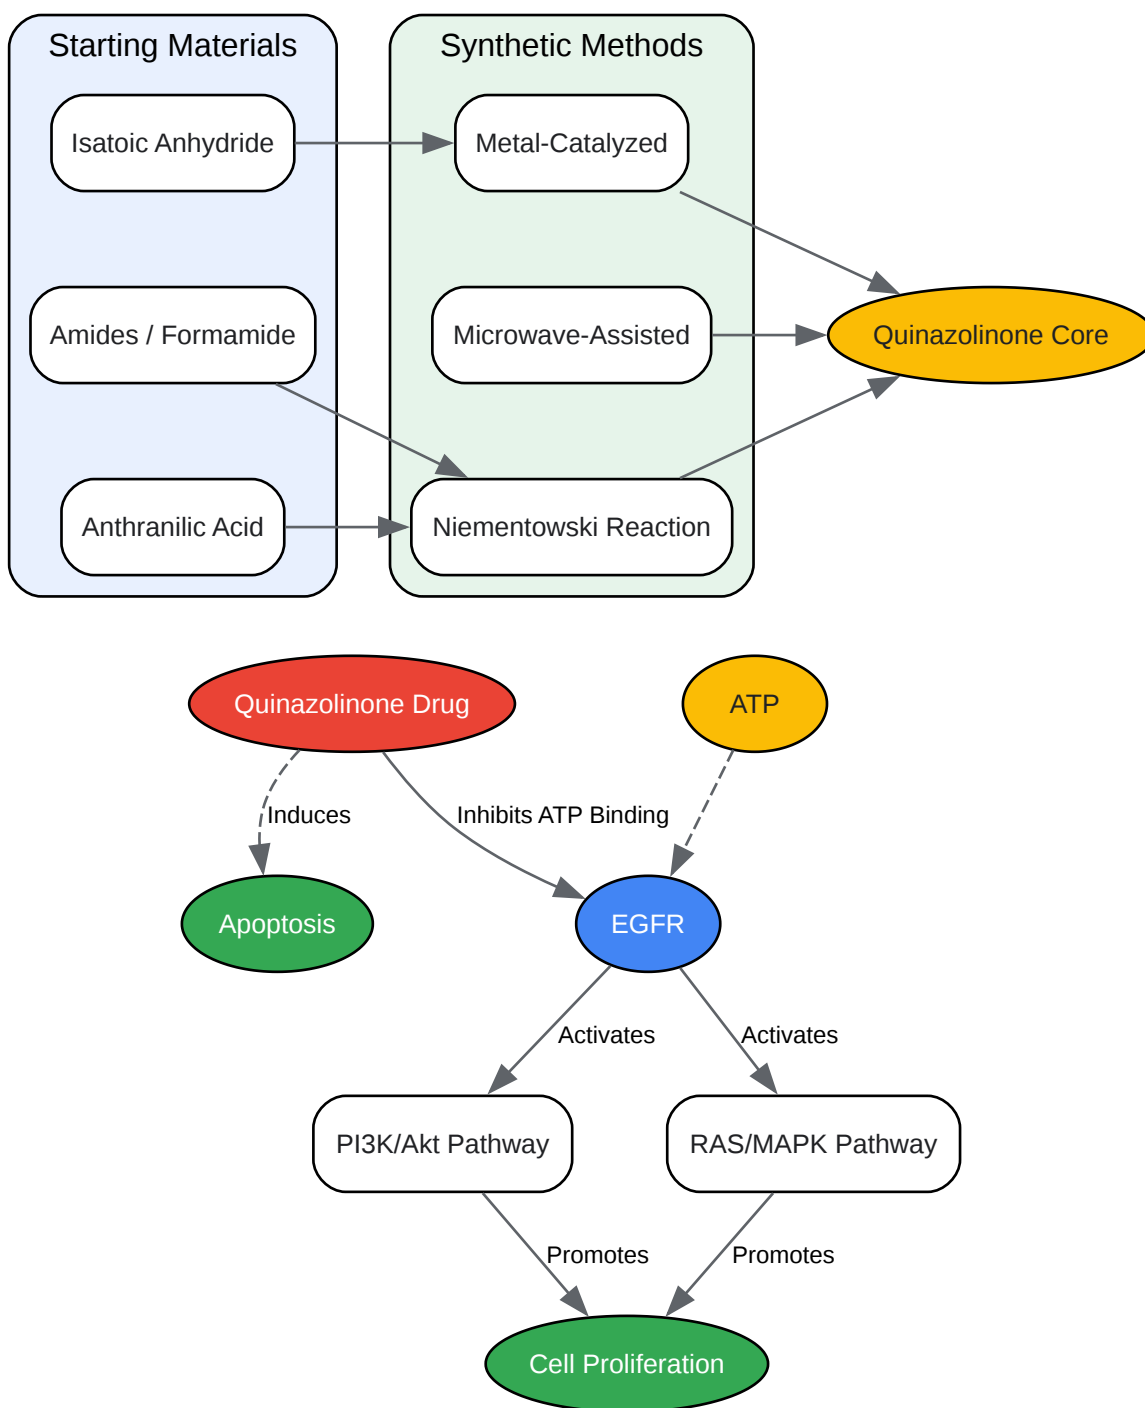 Starting Materials
Synthetic Methods
Isatoic Anhydride
Metal-Catalyzed
Amides / Formamide
Microwave-Assisted
Quinazolinone Core
Anthranilic Acid
Niementowski Reaction
Quinazolinone Drug
ATP
Induces
Inhibits ATP Binding
Apoptosis
EGFR
Activates
Activates
PI3K/Akt Pathway
RAS/MAPK Pathway
Promotes
Promotes
Cell Proliferation